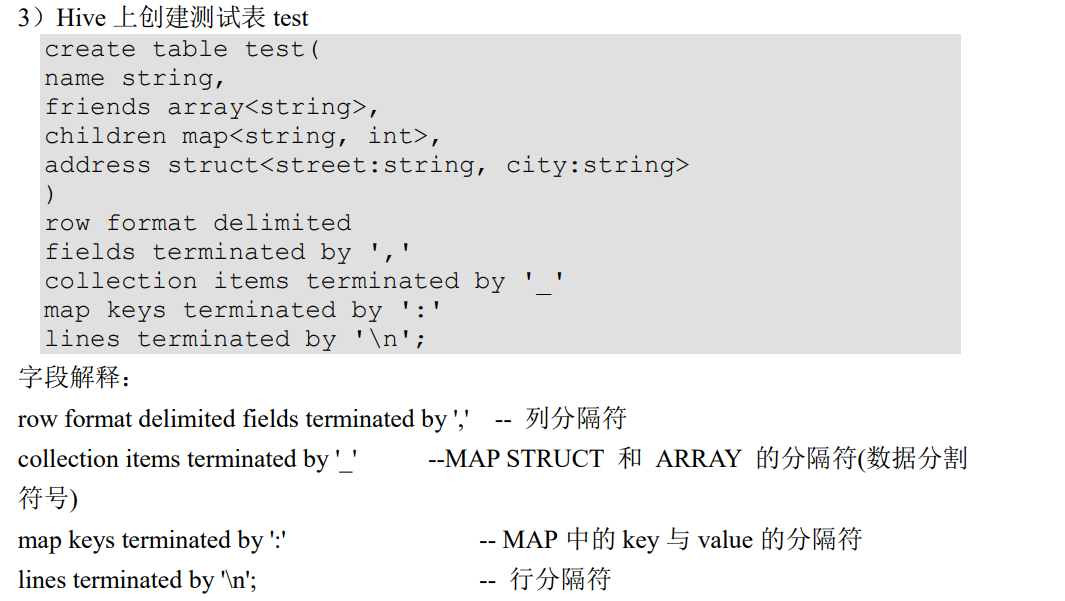 3）Hive 上创建测试表 test
create table test(
name string,
friends array<string>,
children map<string, int>,
address struct<street:string, city:string>
)
row format delimited
fields terminated by ','
collection items terminated by '_'
map keys terminated by ':'
lines terminated by '\n';
字段解释：
row format delimited fields terminated by ',' -- 列分隔符
collection items terminated by '_' --MAP STRUCT 和 ARRAY 的分隔符(数据分割
符号)
map keys terminated by ':' -- MAP 中的 key 与 value 的分隔符
lines terminated by '\n'; -- 行分隔符